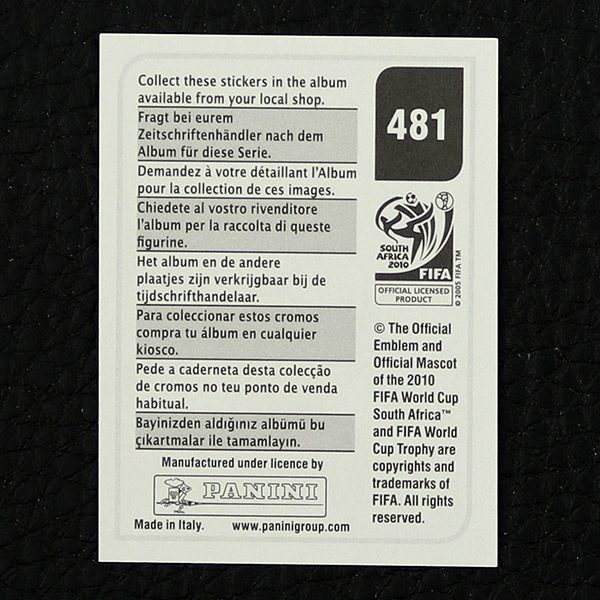 Collect these stickers in the album
available from your local shop.
Fragt bei eurem
Zeitschriftenhändler nach dem
Album für diese Serie.
Demandez à votre détaillant l'Album
pour la collection de ces images.
Chiedete al vostro rivenditore
l'album per la raccolta di queste
figurine.
Het album en de andere
plaatjes zijn verkrijgbaar bij de
tijdschrifthandelaar.
Para coleccionar estos cromos
compra tu álbum en cualquier
kiosco.
Pede a caderneta desta colecção
de cromos no teu ponto de venda
habitual.
Bayinizden aldığınız albümü bu
çıkartmalar ile tamamlayın.
Manufactured under licence by
PANINI
Made in Italy. www.paninigroup.com
481
SOUTH
AFRICA
2010
FIFA
OFFICIAL LICENSED
PRODUCT
© 2005 FIFA TM
© The Official
Emblem and
Official Mascot
of the 2010
FIFA World Cup
South Africa™
and FIFA World
Cup Trophy are
copyrights and
trademarks of
FIFA. All rights
reserved.